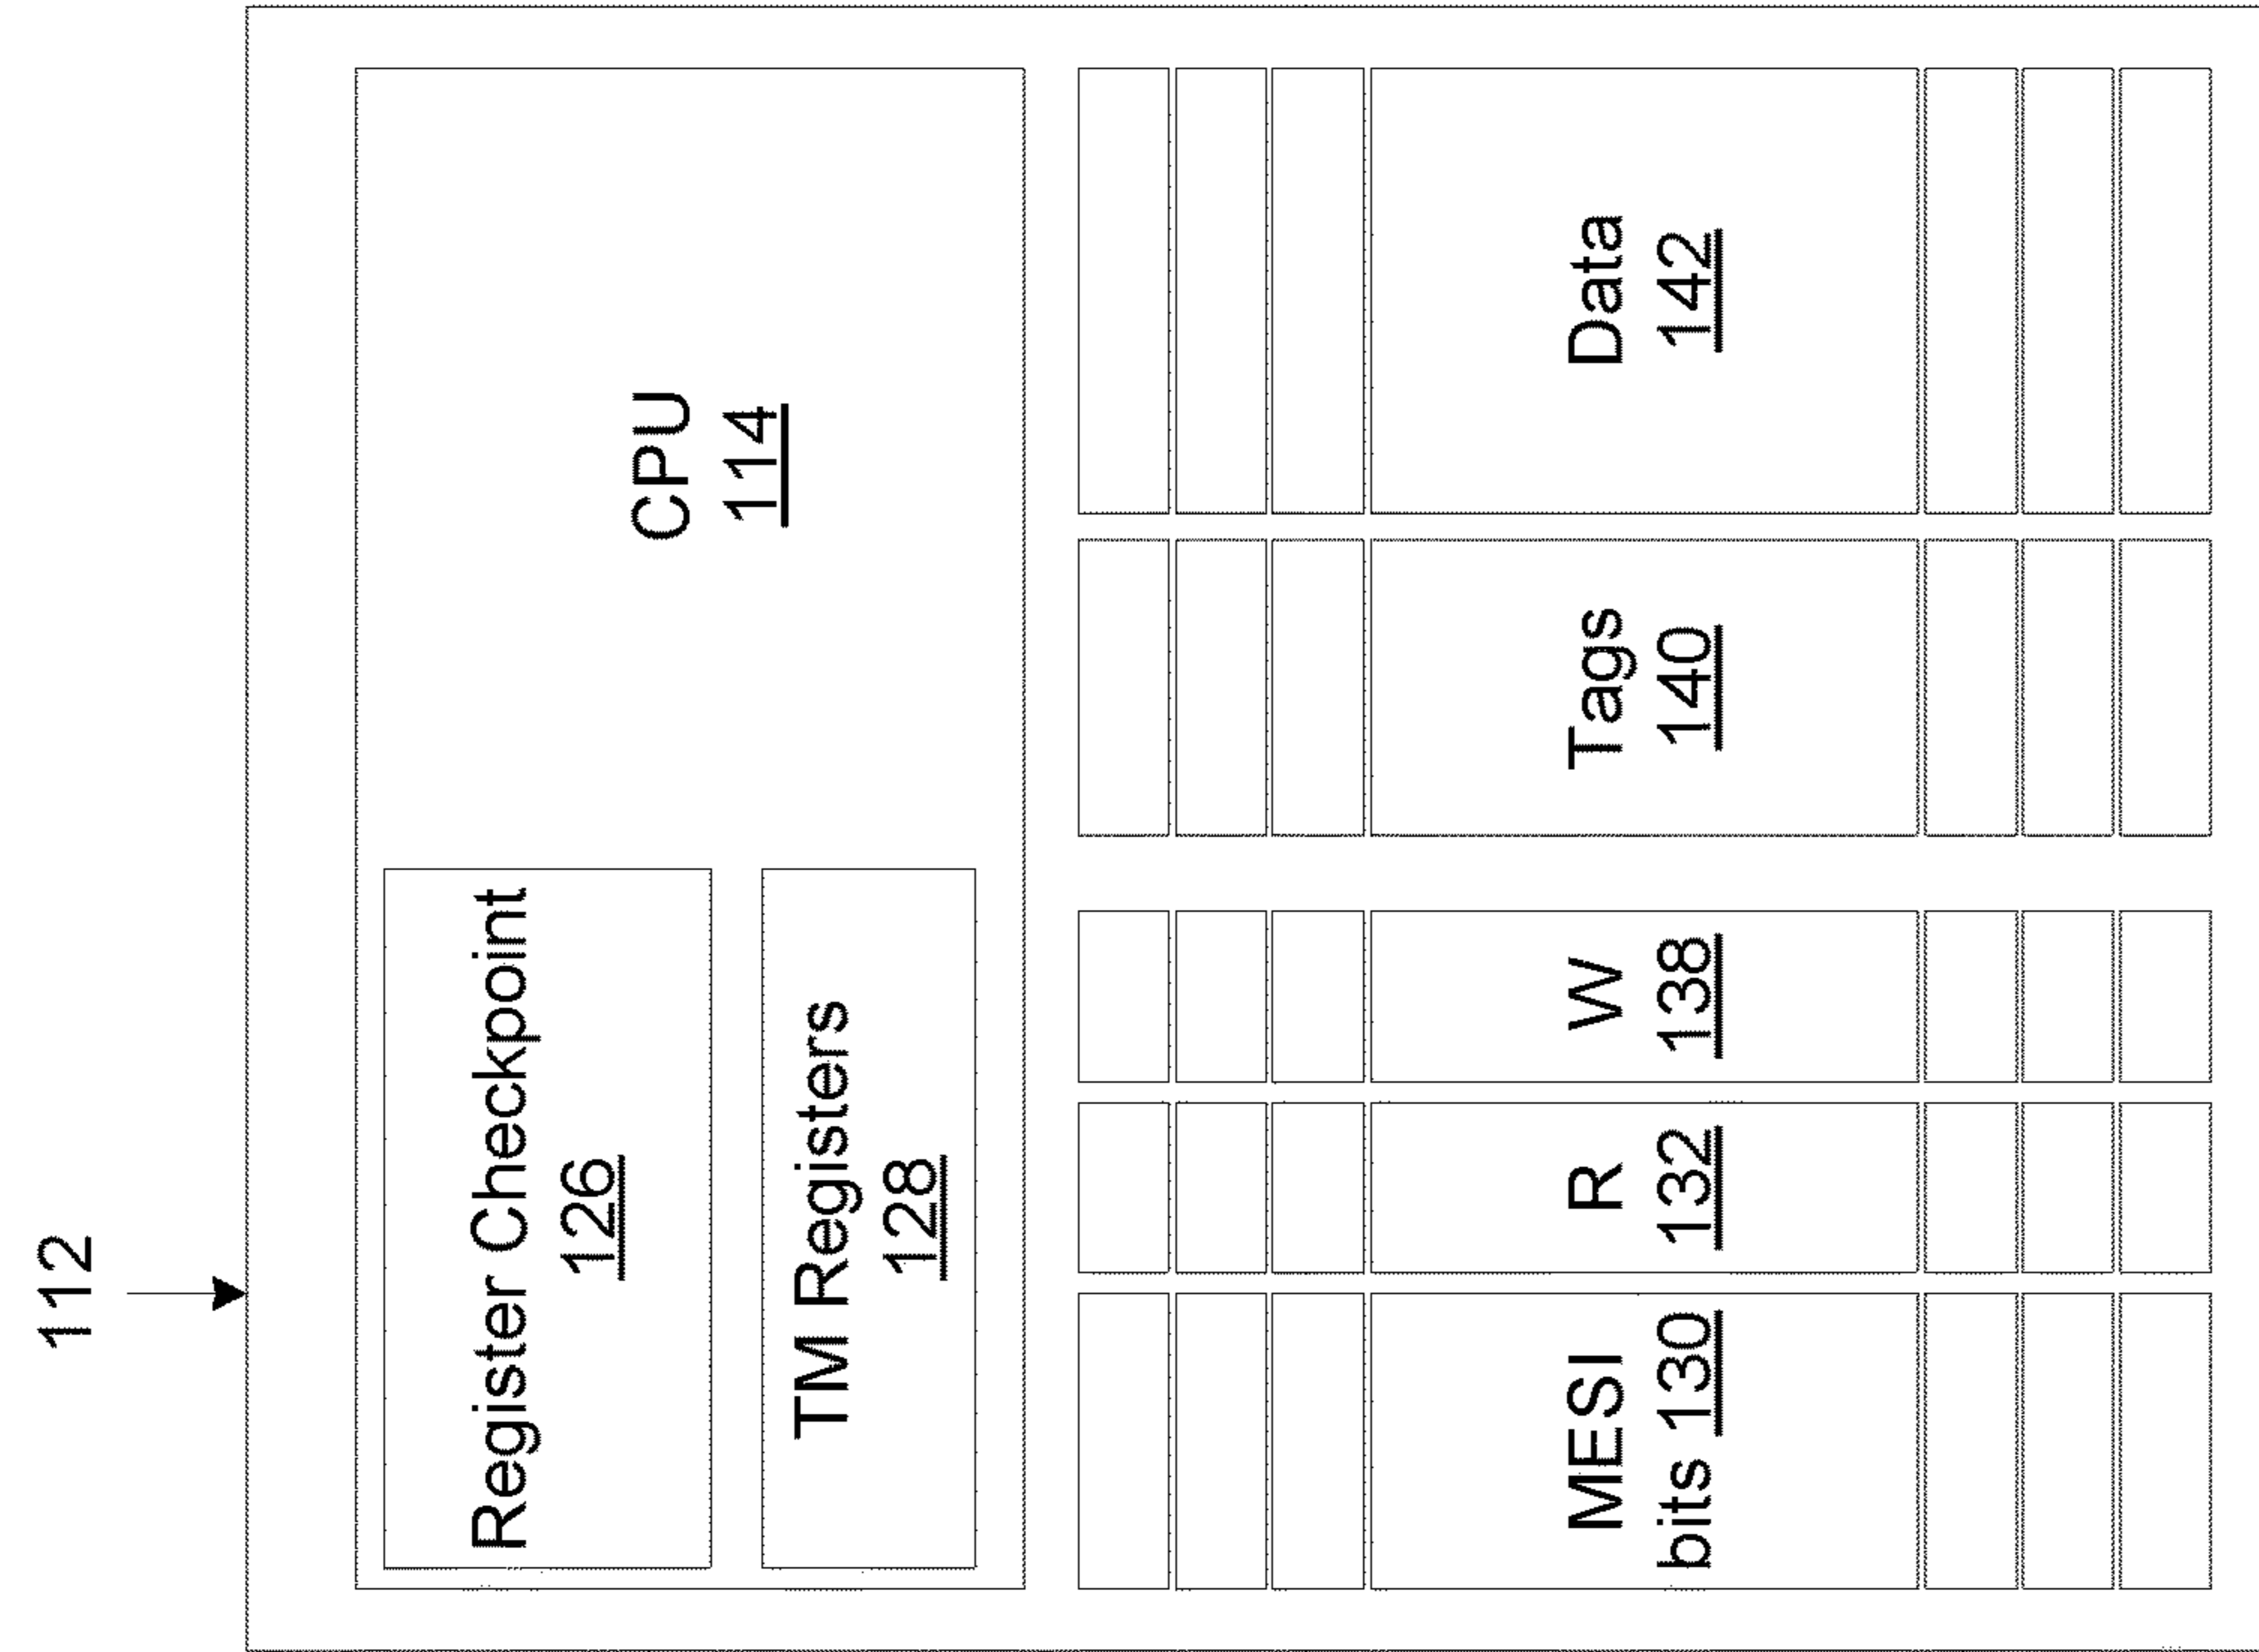 112
Register Checkpoint
126
TM Registers
128
CPU
114
MESI
bits 130
R
132
W
138
Tags
140
Data
142